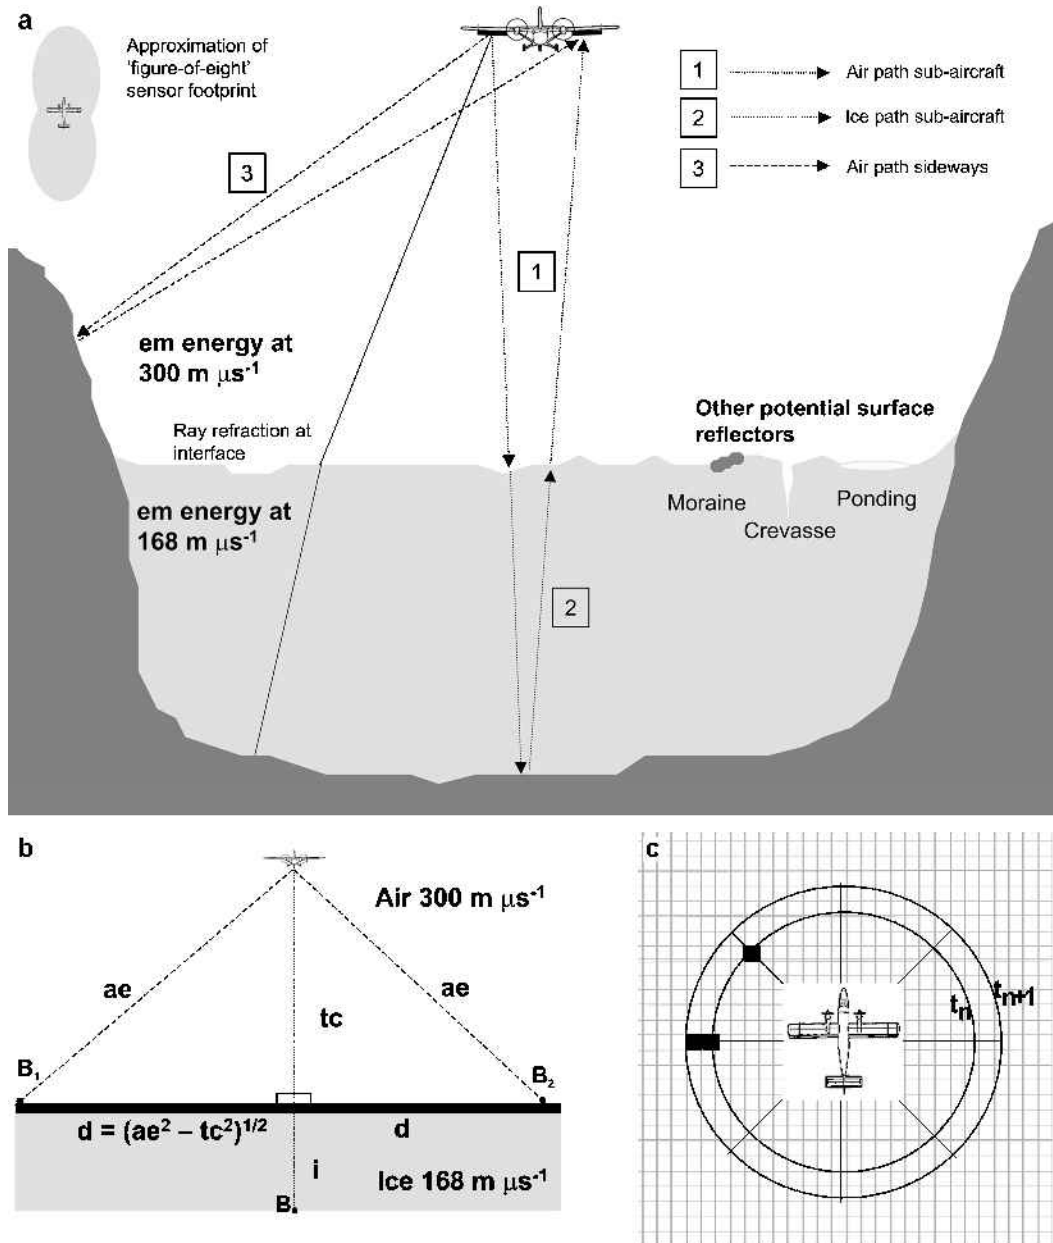 a
Approximation of
'figure-of-eight'
sensor footprint
1 Air path sub-aircraft
2 Ice path sub-aircraft
3 Air path sideways
3
1
em energy at
300 m μs⁻¹
Ray refraction at
interface
Other potential surface
reflectors
em energy at
168 m μs⁻¹
Moraine
Crevasse
Ponding
2
b
Air 300 m μs⁻¹
ae
ae
tc
B₁
B₂
d = (ae² – tc²)¹/²
d
i
Ice 168 m μs⁻¹
B
c
tₙ
tₙ₊₁